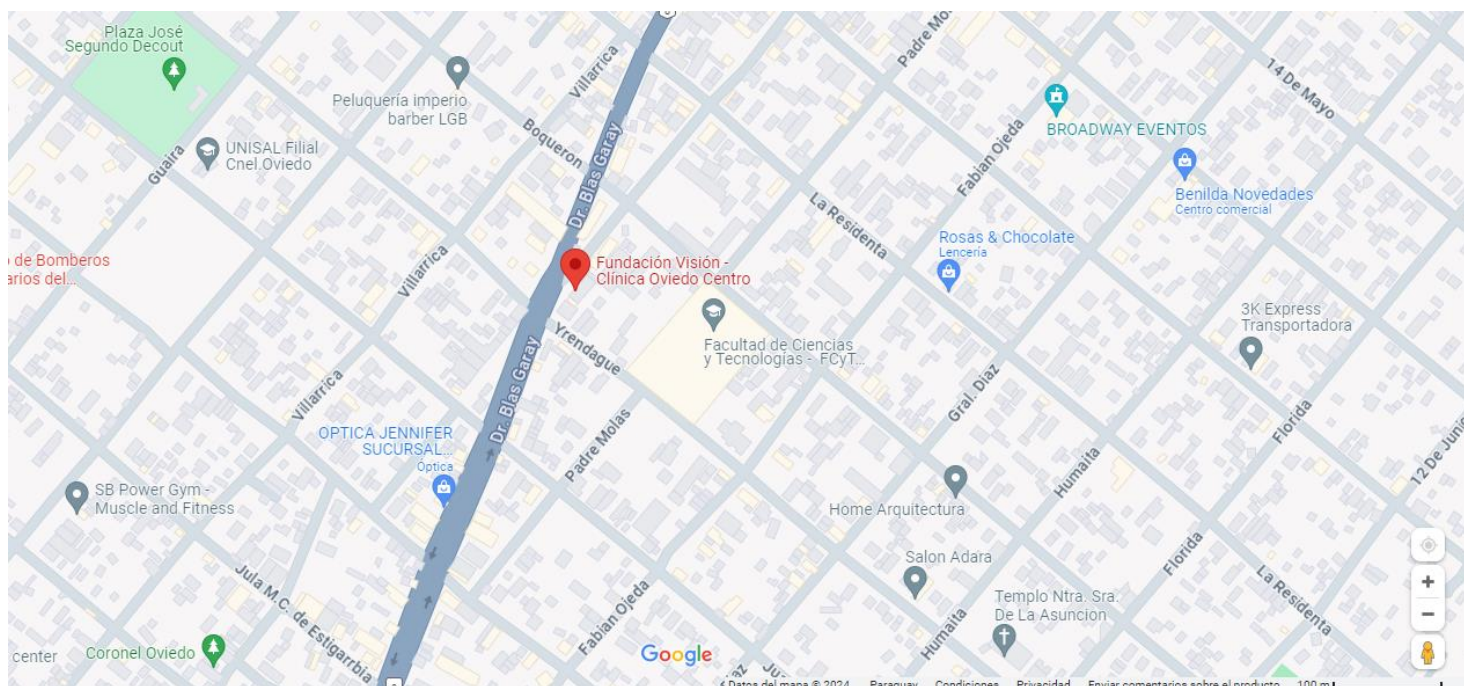 Plaza José
Segundo Decout
Peluquería imperio
barber LGB
Villarrica
Padre Mo
14 De Mayo
BROADWAY EVENTOS
Boqueron
UNISAL Filial
Cnel Oviedo
Guaira
Dr. Blas Garay
Fabian Ojeda
Benilda Novedades
Centro comercial
La Residenta
Rosas & Chocolate
Lencería
Villarrica
o de Bomberos
arios del...
Fundación Visión -
Clínica Oviedo Centro
3K Express
Transportadora
Yrendague
Facultad de Ciencias
y Tecnologías - FCyT...
Villarrica
Dr. Blas Garay
Gral. Diaz
Florida
OPTICA JENNIFER
SUCURSAL...
Óptica
Padre Molas
Humaita
12 De Junio
SB Power Gym -
Muscle and Fitness
Home Arquitectura
Salon Adara
Florida
La Residenta
Jula M.C. de Estigarribia
Fabian Ojeda
Templo Ntra. Sra.
De La Asuncion
Humaita
center
Coronel Oviedo
Google
Datos del mapa © 2024 Paraguay Condiciones Privacidad Enviar comentarios sobre el producto 100 m